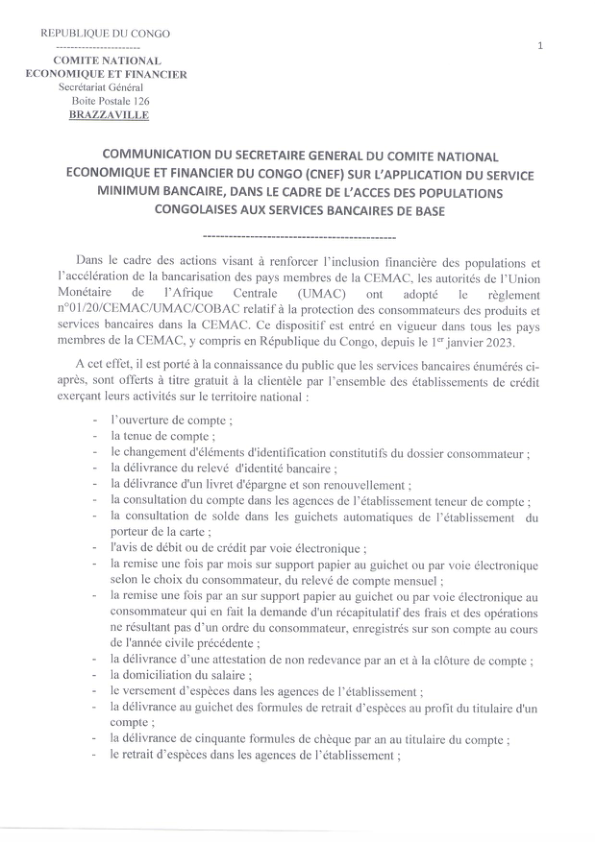 REPUBLIQUE DU CONGO
-----------------------
1
COMITE NATIONAL
ECONOMIQUE ET FINANCIER
Secrétariat Général
Boite Postale 126
BRAZZAVILLE
COMMUNICATION DU SECRETAIRE GENERAL DU COMITE NATIONAL
ECONOMIQUE ET FINANCIER DU CONGO (CNEF) SUR L’APPLICATION DU SERVICE
MINIMUM BANCAIRE, DANS LE CADRE DE L’ACCES DES POPULATIONS
CONGOLAISES AUX SERVICES BANCAIRES DE BASE
---------------------------------------------
Dans le cadre des actions visant à renforcer l’inclusion financière des populations et
l’accélération de la bancarisation des pays membres de la CEMAC, les autorités de l’Union
Monétaire de l’Afrique Centrale (UMAC) ont adopté le règlement
n°01/20/CEMAC/UMAC/COBAC relatif à la protection des consommateurs des produits et
services bancaires dans la CEMAC. Ce dispositif est entré en vigueur dans tous les pays
membres de la CEMAC, y compris en République du Congo, depuis le 1er janvier 2023.
A cet effet, il est porté à la connaissance du public que les services bancaires énumérés ci-
après, sont offerts à titre gratuit à la clientèle par l’ensemble des établissements de crédit
exerçant leurs activités sur le territoire national :
- l’ouverture de compte ;
- la tenue de compte ;
- le changement d'éléments d'identification constitutifs du dossier consommateur ;
- la délivrance du relevé d'identité bancaire ;
- la délivrance d'un livret d'épargne et son renouvellement ;
- la consultation du compte dans les agences de l’établissement teneur de compte ;
- la consultation de solde dans les guichets automatiques de l’établissement du
porteur de la carte ;
- l'avis de débit ou de crédit par voie électronique ;
- la remise une fois par mois sur support papier au guichet ou par voie électronique
selon le choix du consommateur, du relevé de compte mensuel ;
- la remise une fois par an sur support papier au guichet ou par voie électronique au
consommateur qui en fait la demande d'un récapitulatif des frais et des opérations
ne résultant pas d’un ordre du consommateur, enregistrés sur son compte au cours
de l'année civile précédente ;
- la délivrance d’une attestation de non redevance par an et à la clôture de compte ;
- la domiciliation du salaire ;
- le versement d’espèces dans les agences de l’établissement ;
- la délivrance au guichet des formules de retrait d’espèces au profit du titulaire d'un
compte ;
- la délivrance de cinquante formules de chèque par an au titulaire du compte ;
- le retrait d’espèces dans les agences de l’établissement ;